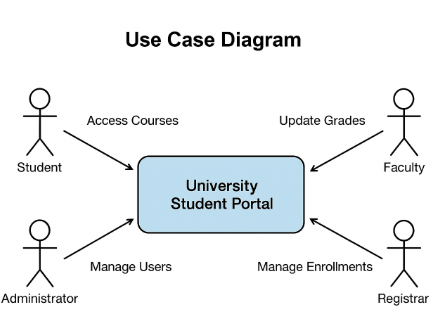 Use Case Diagram
Access Courses
Update Grades
Student
Faculty
University
Student Portal
Manage Users
Manage Enrollments
Administrator
Registrar